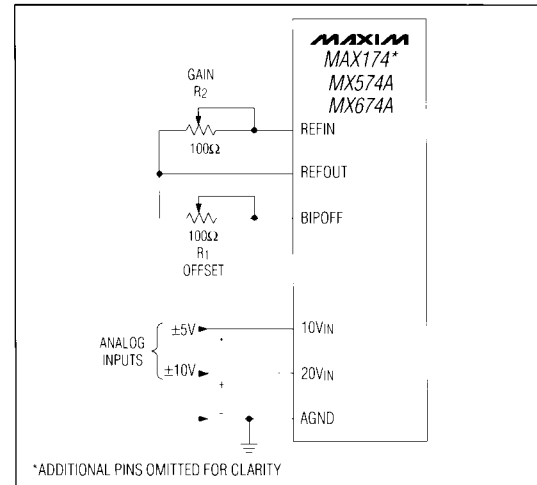 MAXIM
MAX174*
MX574A
MX674A
GAIN
R2
100Ω
REFIN
REFOUT
BIPOFF
100Ω
R1
OFFSET
ANALOG
INPUTS
±5V
10VIN
±10V
20VIN
+
-
AGND
*ADDITIONAL PINS OMITTED FOR CLARITY